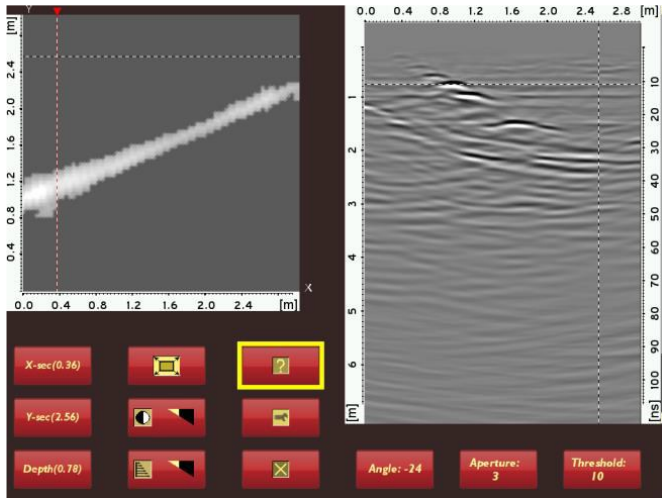 Y
[m]
2.4
2.0
1.6
1.2
0.8
0.4
0.0 0.4 0.8 1.2 1.6 2.0 2.4 [m]
X
0.0 0.4 0.8 1.2 1.6 2.0 2.4 2.8 [m]
1
2
3
4
5
6
[m]
10
20
30
40
50
60
70
80
90
100
[ns]
X-sec(0.36)
?
Y-sec(2.56)
Depth(0.78)
Angle: -24
Aperture:
3
Threshold:
10